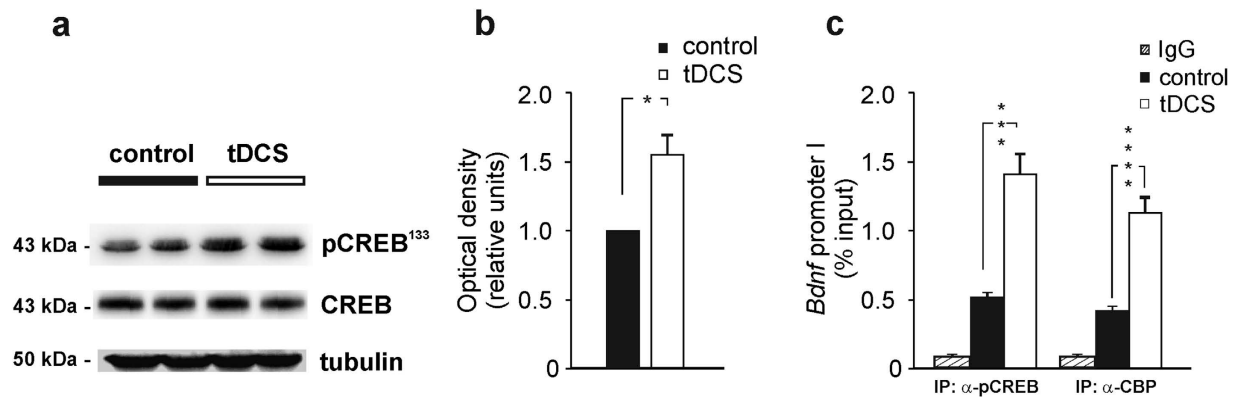 a
control tDCS
43 kDa - pCREB¹³³
43 kDa - CREB
50 kDa - tubulin
b
control
tDCS
2.0
1.5
1.0
0.5
0
Optical density
(relative units)
*
c
IgG
control
tDCS
2.0
1.5
1.0
0.5
0
Bdnf promoter I
(% input)
***
****
IP: α-pCREB IP: α-CBP